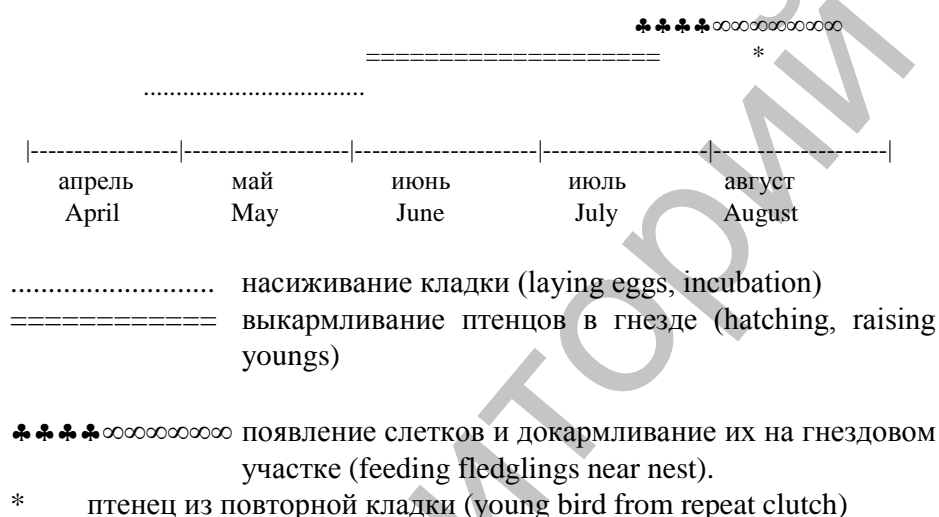 ♣♣♣♣∞∞∞∞∞∞∞
==================== *
..................................
|-----------------|-------------------|---------------------|-------------------|--------------------|
апрель май июнь июль август
April May June July August
........................... насиживание кладки (laying eggs, incubation)
============ выкармливание птенцов в гнезде (hatching, raising
youngs)
♣♣♣♣∞∞∞∞∞∞∞ появление слетков и докармливание их на гнездовом
участке (feeding fledglings near nest).
* птенец из повторной кладки (young bird from repeat clutch)